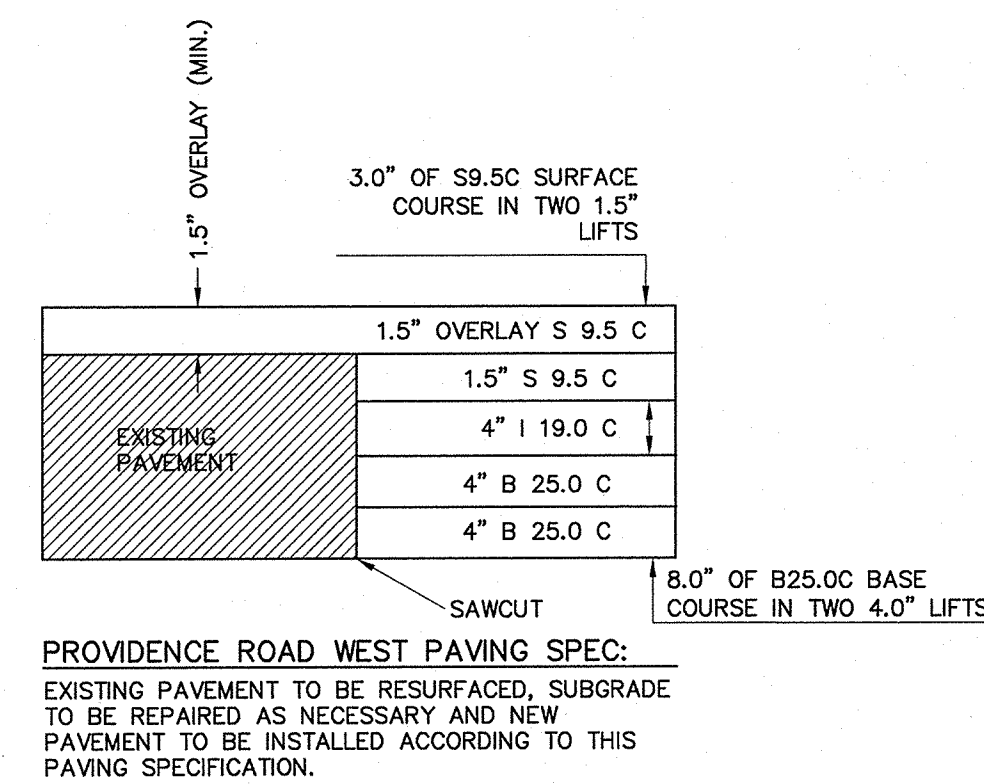 1.5" OVERLAY (MIN.)
3.0" OF S9.5C SURFACE
COURSE IN TWO 1.5"
LIFTS
1.5" OVERLAY S 9.5 C
1.5" S 9.5 C
4" I 19.0 C
4" B 25.0 C
4" B 25.0 C
EXISTING
PAVEMENT
SAWCUT
8.0" OF B25.0C BASE
COURSE IN TWO 4.0" LIFTS
PROVIDENCE ROAD WEST PAVING SPEC:
EXISTING PAVEMENT TO BE RESURFACED, SUBGRADE
TO BE REPAIRED AS NECESSARY AND NEW
PAVEMENT TO BE INSTALLED ACCORDING TO THIS
PAVING SPECIFICATION.